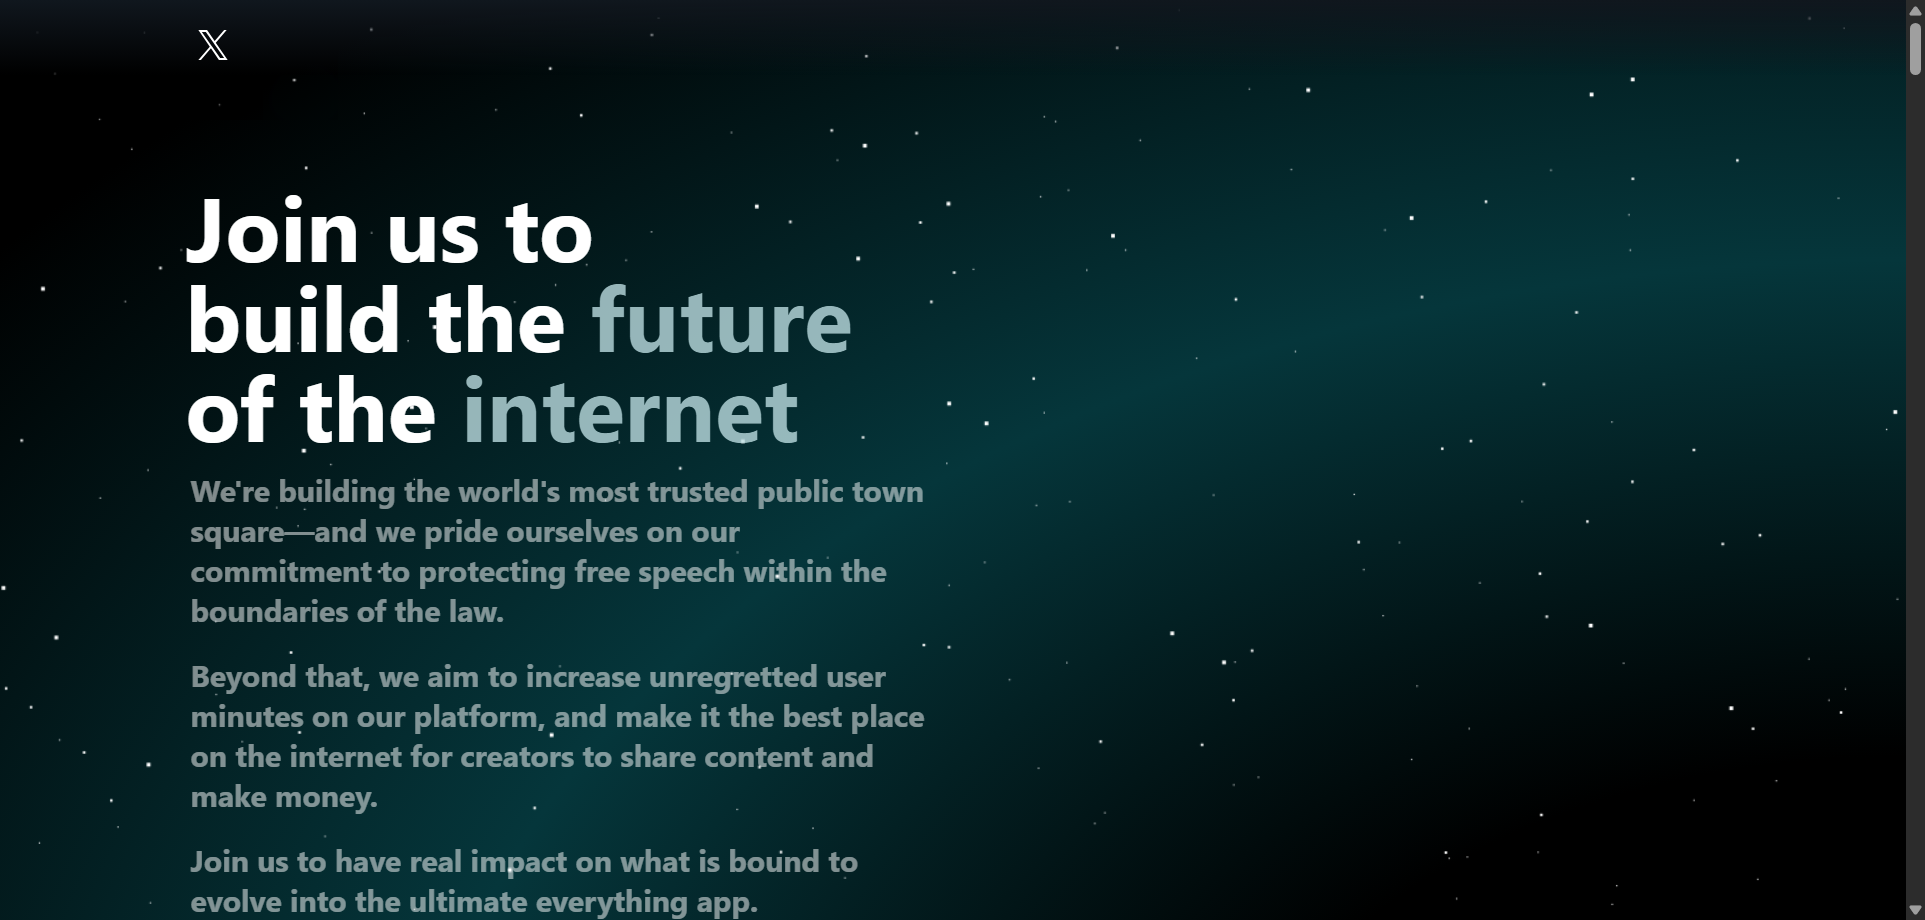 Join us to
build the future
of the internet
We're building the world's most trusted public town
square—and we pride ourselves on our
commitment to protecting free speech within the
boundaries of the law.
Beyond that, we aim to increase unregretted user
minutes on our platform, and make it the best place
on the internet for creators to share content and
make money.
Join us to have real impact on what is bound to
evolve into the ultimate everything app.